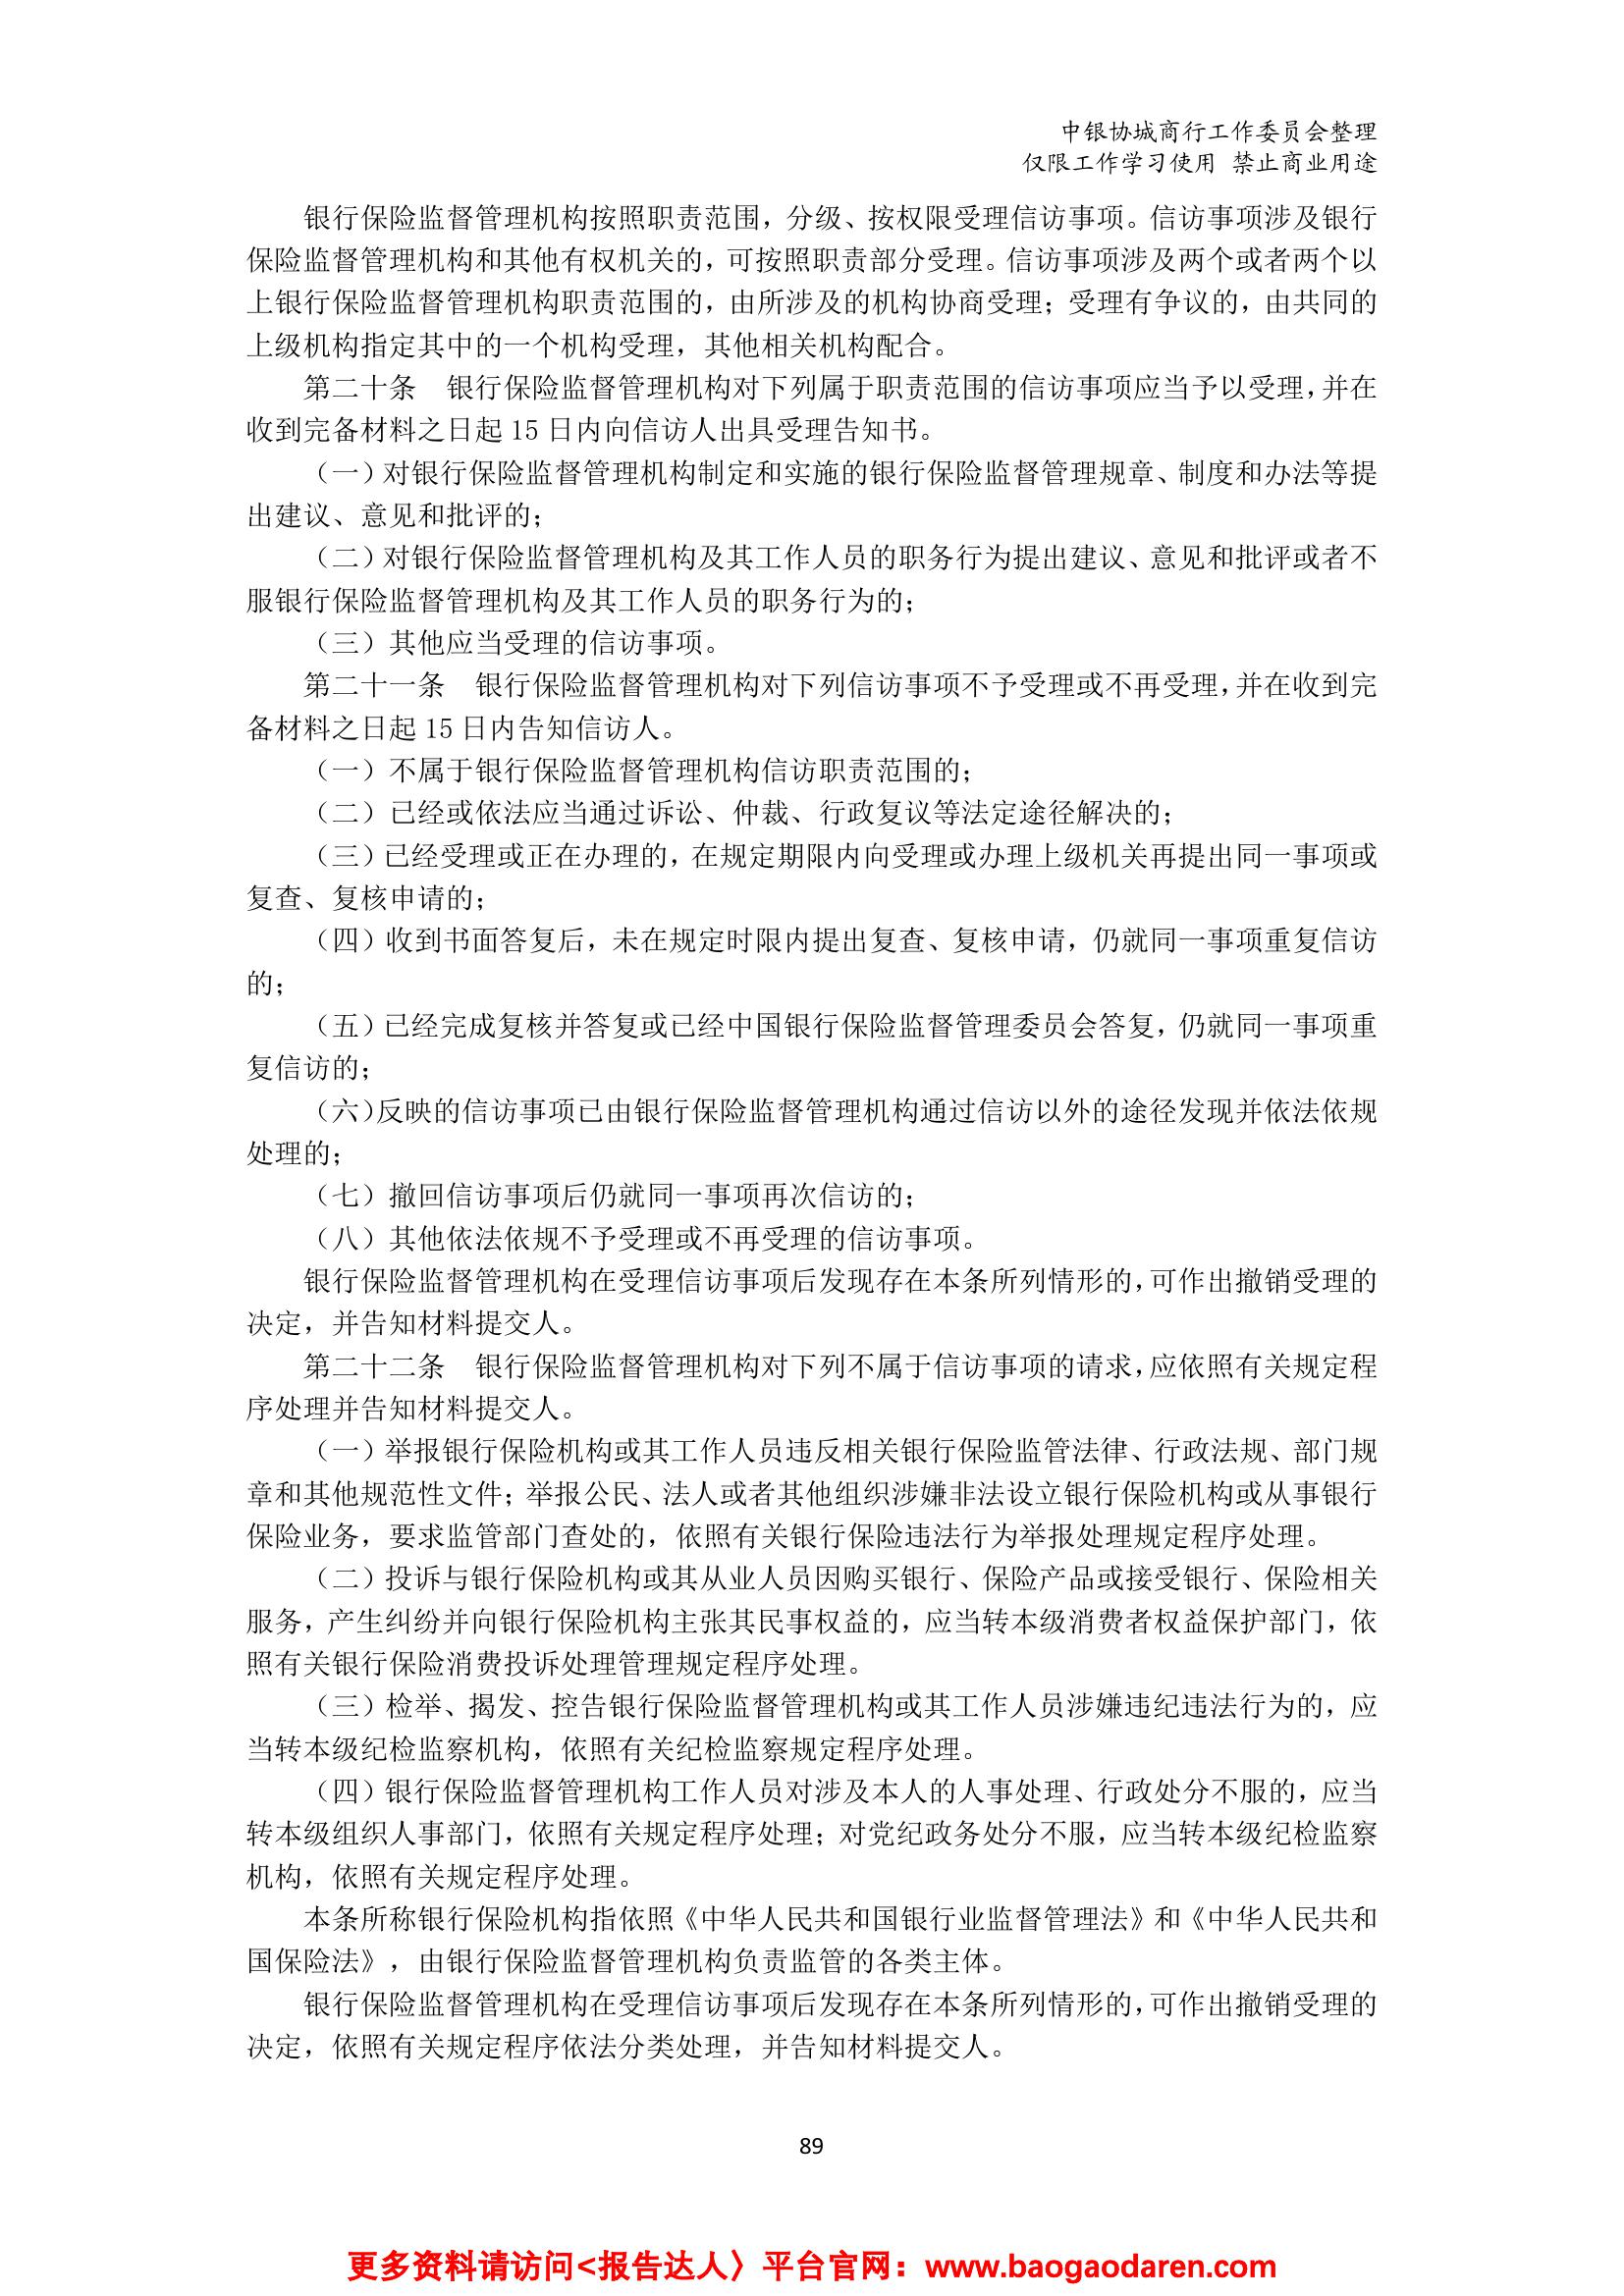 中银协城商行工作委员会整理
仅限工作学习使用 禁止商业用途
银行保险监督管理机构按照职责范围，分级、按权限受理信访事项。信访事项涉及银行
保险监督管理机构和其他有权机关的，可按照职责部分受理。信访事项涉及两个或者两个以
上银行保险监督管理机构职责范围的，由所涉及的机构协商受理；受理有争议的，由共同的
上级机构指定其中的一个机构受理，其他相关机构配合。
第二十条　银行保险监督管理机构对下列属于职责范围的信访事项应当予以受理，并在
收到完备材料之日起 15 日内向信访人出具受理告知书。
（一）对银行保险监督管理机构制定和实施的银行保险监督管理规章、制度和办法等提
出建议、意见和批评的；
（二）对银行保险监督管理机构及其工作人员的职务行为提出建议、意见和批评或者不
服银行保险监督管理机构及其工作人员的职务行为的；
（三）其他应当受理的信访事项。
第二十一条　银行保险监督管理机构对下列信访事项不予受理或不再受理，并在收到完
备材料之日起 15 日内告知信访人。
（一）不属于银行保险监督管理机构信访职责范围的；
（二）已经或依法应当通过诉讼、仲裁、行政复议等法定途径解决的；
（三）已经受理或正在办理的，在规定期限内向受理或办理上级机关再提出同一事项或
复查、复核申请的；
（四）收到书面答复后，未在规定时限内提出复查、复核申请，仍就同一事项重复信访
的；
（五）已经完成复核并答复或已经中国银行保险监督管理委员会答复，仍就同一事项重
复信访的；
（六）反映的信访事项已由银行保险监督管理机构通过信访以外的途径发现并依法依规
处理的；
（七）撤回信访事项后仍就同一事项再次信访的；
（八）其他依法依规不予受理或不再受理的信访事项。
银行保险监督管理机构在受理信访事项后发现存在本条所列情形的，可作出撤销受理的
决定，并告知材料提交人。
第二十二条　银行保险监督管理机构对下列不属于信访事项的请求，应依照有关规定程
序处理并告知材料提交人。
（一）举报银行保险机构或其工作人员违反相关银行保险监管法律、行政法规、部门规
章和其他规范性文件；举报公民、法人或者其他组织涉嫌非法设立银行保险机构或从事银行
保险业务，要求监管部门查处的，依照有关银行保险违法行为举报处理规定程序处理。
（二）投诉与银行保险机构或其从业人员因购买银行、保险产品或接受银行、保险相关
服务，产生纠纷并向银行保险机构主张其民事权益的，应当转本级消费者权益保护部门，依
照有关银行保险消费投诉处理管理规定程序处理。
（三）检举、揭发、控告银行保险监督管理机构或其工作人员涉嫌违纪违法行为的，应
当转本级纪检监察机构，依照有关纪检监察规定程序处理。
（四）银行保险监督管理机构工作人员对涉及本人的人事处理、行政处分不服的，应当
转本级组织人事部门，依照有关规定程序处理；对党纪政务处分不服，应当转本级纪检监察
机构，依照有关规定程序处理。
本条所称银行保险机构指依照《中华人民共和国银行业监督管理法》和《中华人民共和
国保险法》，由银行保险监督管理机构负责监管的各类主体。
银行保险监督管理机构在受理信访事项后发现存在本条所列情形的，可作出撤销受理的
决定，依照有关规定程序依法分类处理，并告知材料提交人。
89
更多资料请访问<报告达人〉平台官网：www.baogaodaren.com